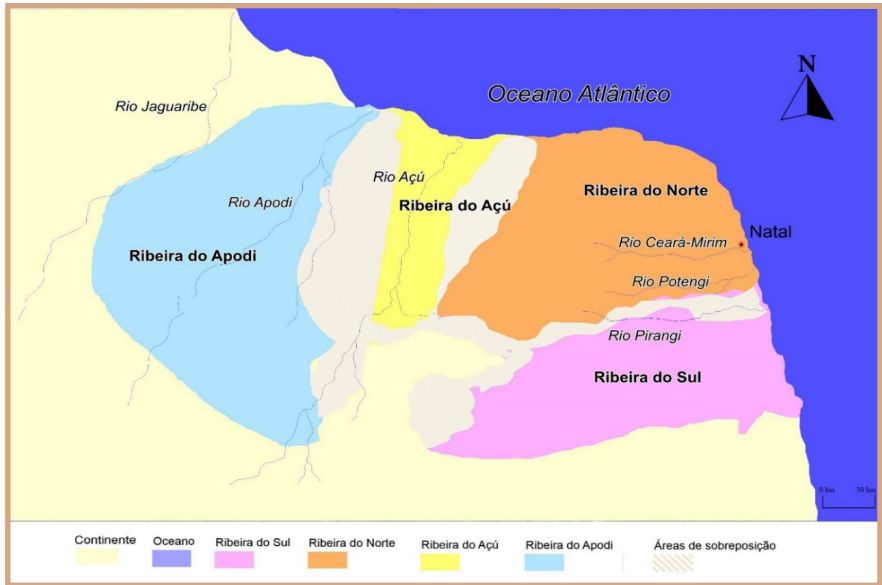 N
Oceano Atlântico
Rio Jaguaribe
Rio Açú
Ribeira do Norte
Rio Apodi
Ribeira do Açú
Natal
Rio Ceará-Mirim
Ribeira do Apodi
Rio Potengi
Rio Pirangi
Ribeira do Sul
0 km 30 km
Continente Oceano Ribeira do Sul Ribeira do Norte Ribeira do Açú Ribeira do Apodi Áreas de sobreposição